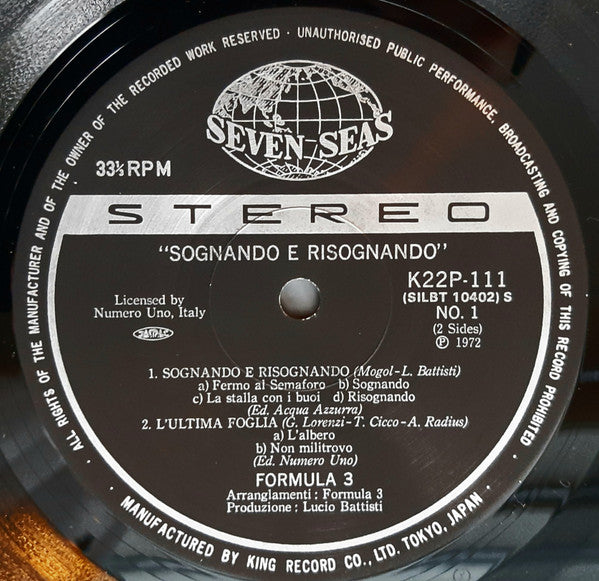 ALL RIGHTS OF THE MANUFACTURER AND OF THE OWNER OF THE RECORDED WORK RESERVED · UNAUTHORISED PUBLIC PERFORMANCE, BROADCASTING AND COPYING OF THIS RECORD PROHIBITED ·
SEVEN SEAS
33⅓RPM
STEREO
"SOGNANDO E RISOGNANDO"
K22P-111
(SILBT 10402) S
NO. 1
(2 Sides)
℗ 1972
Licensed by
Numero Uno, Italy
JASRAC
1. SOGNANDO E RISOGNANDO (Mogol-L. Battisti)
a) Fermo al Semaforo b) Sognando
c) La stalla con i buoi d) Risognando
(Ed. Acqua Azzurra)
2. L'ULTIMA FOGLIA (G. Lorenzi-T. Cicco-A. Radius)
a) L'albero
b) Non militrovo
(Ed. Numero Uno)
FORMULA 3
Arranglamenti : Formula 3
Produzione : Lucio Battisti
· MANUFACTURED BY KING RECORD CO., LTD. TOKYO, JAPAN ·